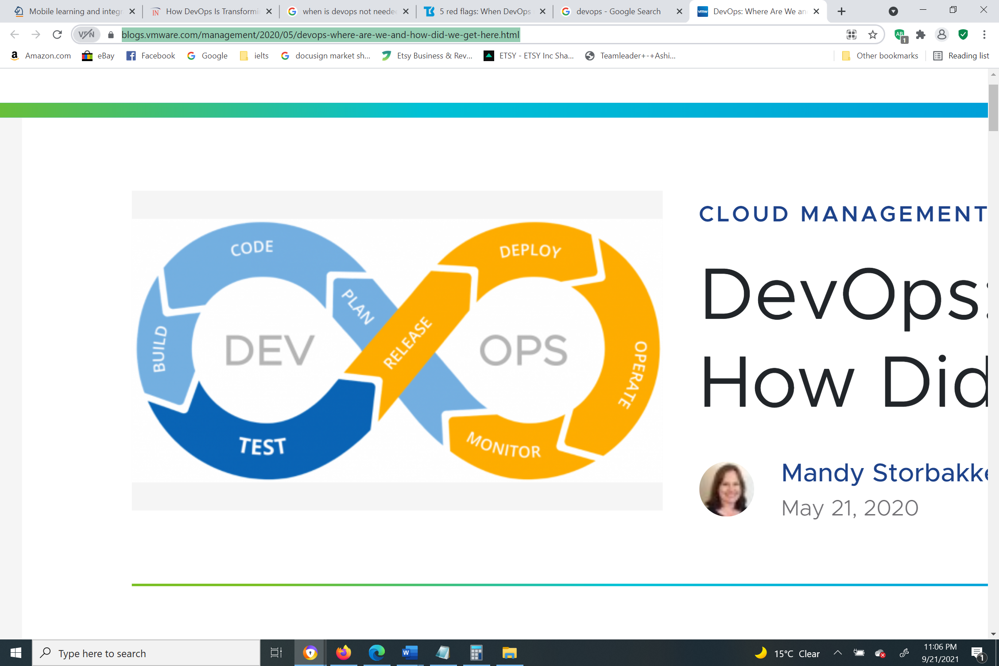 Mobile learning and integr
How DevOps Is Transformi
when is devops not neede
5 red flags: When DevOps
devops - Google Search
DevOps: Where Are We an
VPN
blogs.vmware.com/management/2020/05/devops-where-are-we-and-how-did-we-get-here.html
AB
1
Amazon.com
eBay
Facebook
Google
ielts
docusign market sh...
Etsy Business & Rev...
ETSY - ETSY Inc Sha...
Teamleader+-+Ashi...
Other bookmarks
Reading list
CODE
PLAN
BUILD
DEV
TEST
RELEASE
DEPLOY
OPS
OPERATE
MONITOR
CLOUD MANAGEMENT
DevOps:
How Did
Mandy Storbakke
May 21, 2020
Type here to search
15°C Clear
11:06 PM
9/21/2021
1